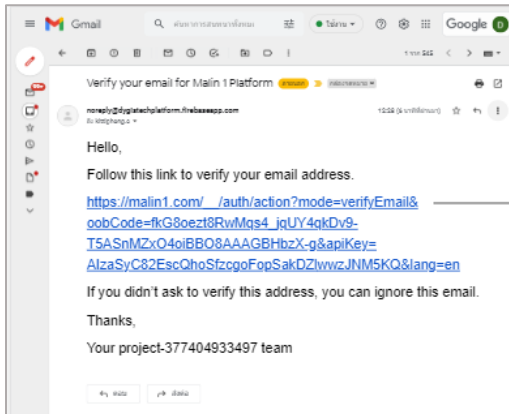 Gmail
Google
Verify your email for Malin 1 Platform
noreply@dyglatechplatform.firebaseapp.com
Hello,
Follow this link to verify your email address.
https://malin1.com/__/auth/action?mode=verifyEmail&
oobCode=fkG8oezt8RwMqs4_jqUY4qkDv9-
T5ASnMZxO4oiBBO8AAAGBHbzX-g&apiKey=
AIzaSyC82EscQhoSfzcgoFopSakDZlwwzJNM5KQ&lang=en
If you didn't ask to verify this address, you can ignore this email.
Thanks,
Your project-377404933497 team